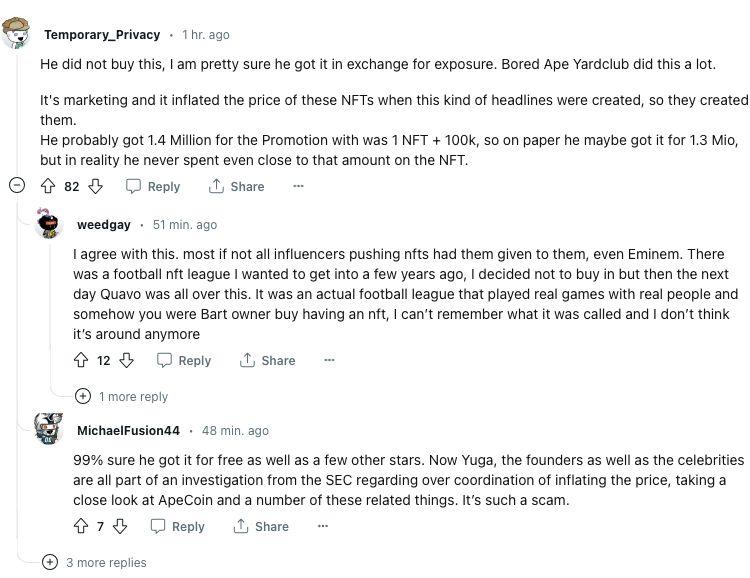 Temporary_Privacy · 1 hr. ago
He did not buy this, I am pretty sure he got it in exchange for exposure. Bored Ape Yardclub did this a lot.
It's marketing and it inflated the price of these NFTs when this kind of headlines were created, so they created
them.
He probably got 1.4 Million for the Promotion with was 1 NFT + 100k, so on paper he maybe got it for 1.3 Mio,
but in reality he never spent even close to that amount on the NFT.
82 Reply Share ...
weedgay · 51 min. ago
I agree with this. most if not all influencers pushing nfts had them given to them, even Eminem. There
was a football nft league I wanted to get into a few years ago, I decided not to buy in but then the next
day Quavo was all over this. It was an actual football league that played real games with real people and
somehow you were Bart owner buy having an nft, I can’t remember what it was called and I don’t think
it’s around anymore
12 Reply Share ...
1 more reply
MichaelFusion44 · 48 min. ago
99% sure he got it for free as well as a few other stars. Now Yuga, the founders as well as the celebrities
are all part of an investigation from the SEC regarding over coordination of inflating the price, taking a
close look at ApeCoin and a number of these related things. It’s such a scam.
7 Reply Share ...
3 more replies